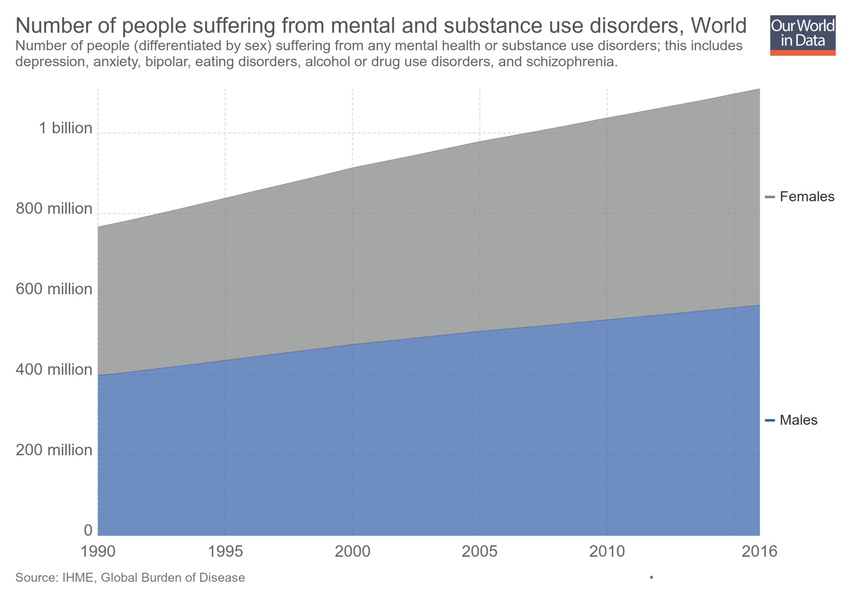 Number of people suffering from mental and substance use disorders, World
Number of people (differentiated by sex) suffering from any mental health or substance use disorders; this includes
depression, anxiety, bipolar, eating disorders, alcohol or drug use disorders, and schizophrenia.
Our World
in Data
1 billion
800 million
600 million
400 million
200 million
0
Females
Males
1990 1995 2000 2005 2010 2016
Source: IHME, Global Burden of Disease